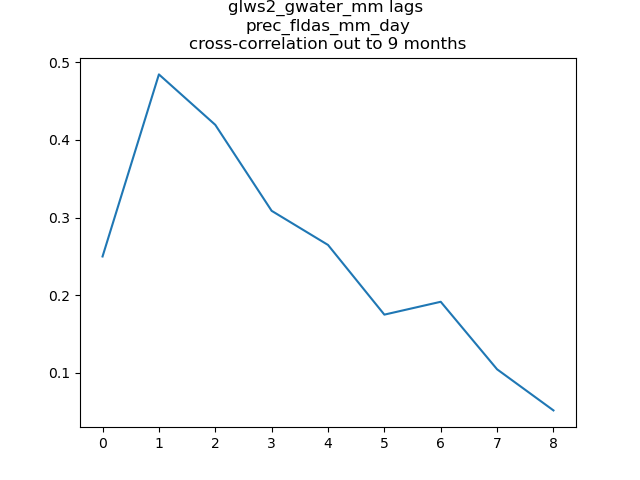 glws2_gwater_mm lags
prec_fldas_mm_day
cross-correlation out to 9 months
0.5
0.4
0.3
0.2
0.1
0 1 2 3 4 5 6 7 8